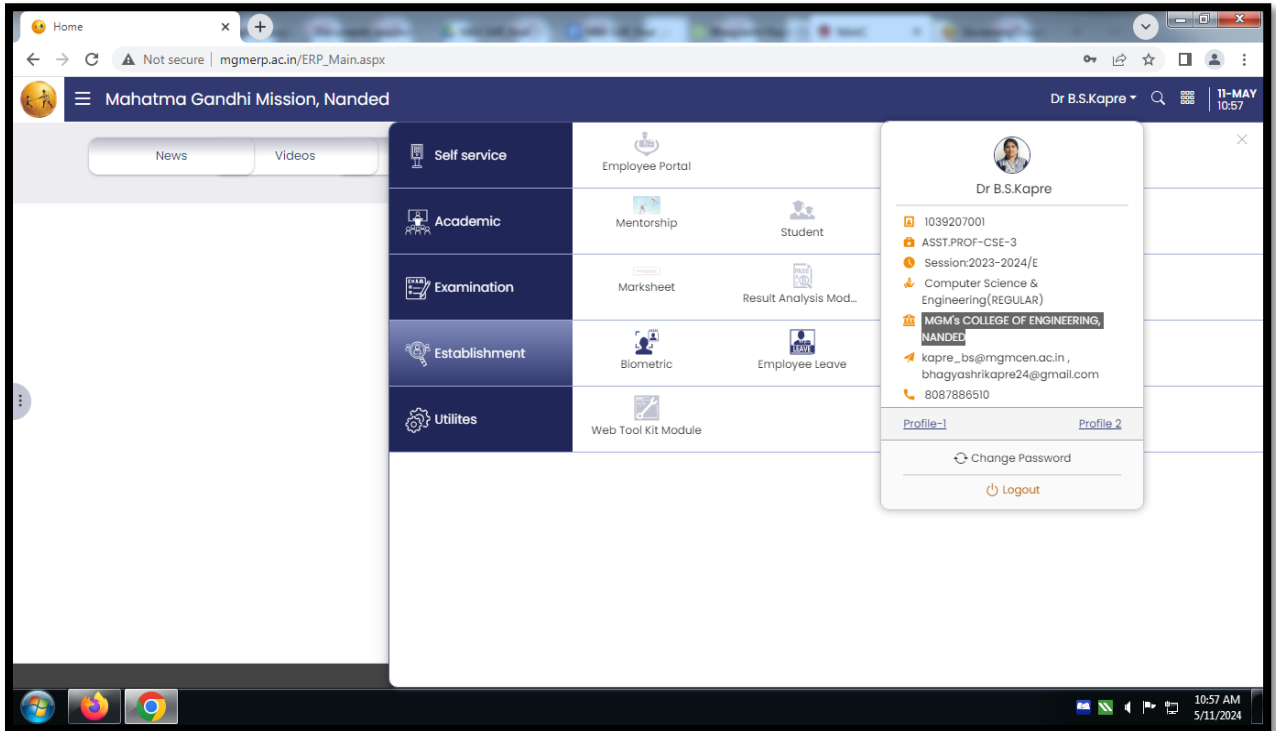 Home
Not secure | mgmerp.ac.in/ERP_Main.aspx
Mahatma Gandhi Mission, Nanded
Dr B.S.Kapre
11-MAY
10:57
News
Videos
Self service
Employee Portal
Academic
Mentorship
Student
Examination
Marksheet
Result Analysis Mod...
Establishment
Biometric
Employee Leave
Utilites
Web Tool Kit Module
Dr B.S.Kapre
1039207001
ASST.PROF-CSE-3
Session:2023-2024/E
Computer Science &
Engineering(REGULAR)
MGM's COLLEGE OF ENGINEERING,
NANDED
kapre_bs@mgmcen.ac.in ,
bhagyashrikapre24@gmail.com
8087886510
Profile-1
Profile 2
Change Password
Logout
10:57 AM
5/11/2024